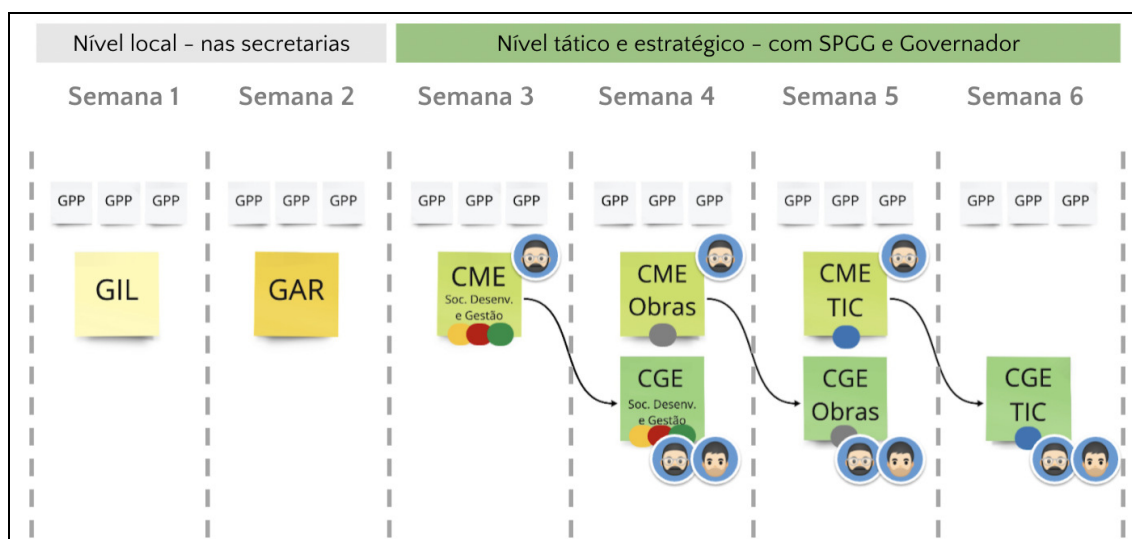 Nível local – nas secretarias
Nível tático e estratégico – com SPGG e Governador
Semana 1
Semana 2
Semana 3
Semana 4
Semana 5
Semana 6
GPP GPP GPP
GPP GPP GPP
GPP GPP GPP
GPP GPP GPP
GPP GPP GPP
GPP GPP GPP
GIL
GAR
CME
Soc. Desenv.
e Gestão
CME
Obras
CME
TIC
CGE
Soc. Desenv.
e Gestão
CGE
Obras
CGE
TIC